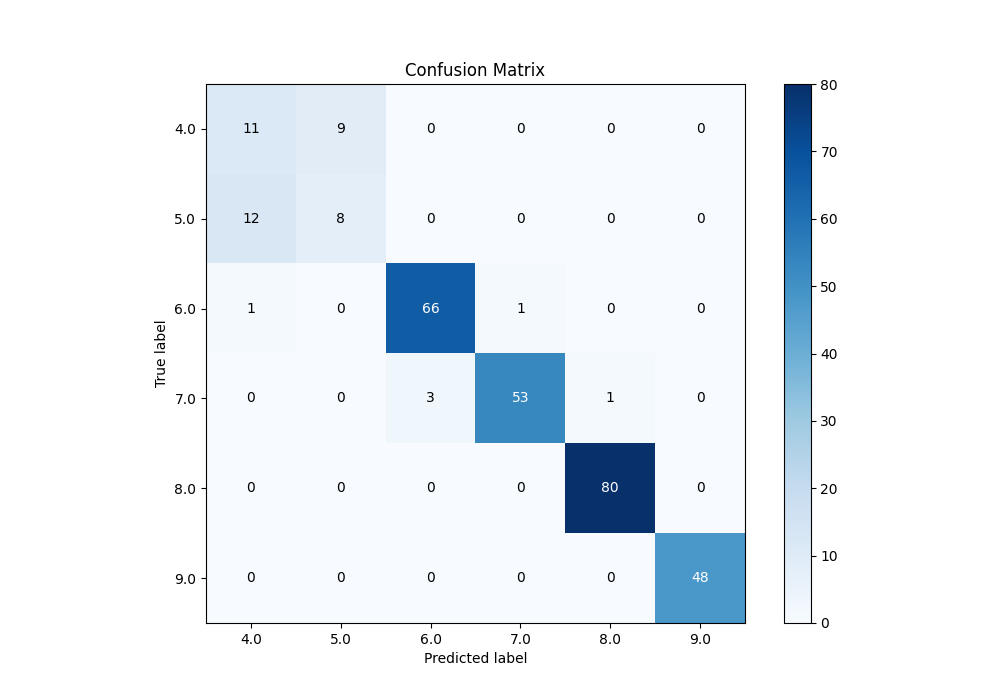 Confusion Matrix
4.0 11 9 0 0 0 0
5.0 12 8 0 0 0 0
6.0 1 0 66 1 0 0
7.0 0 0 3 53 1 0
8.0 0 0 0 0 80 0
9.0 0 0 0 0 0 48
4.0 5.0 6.0 7.0 8.0 9.0
Predicted label
True label
80
70
60
50
40
30
20
10
0